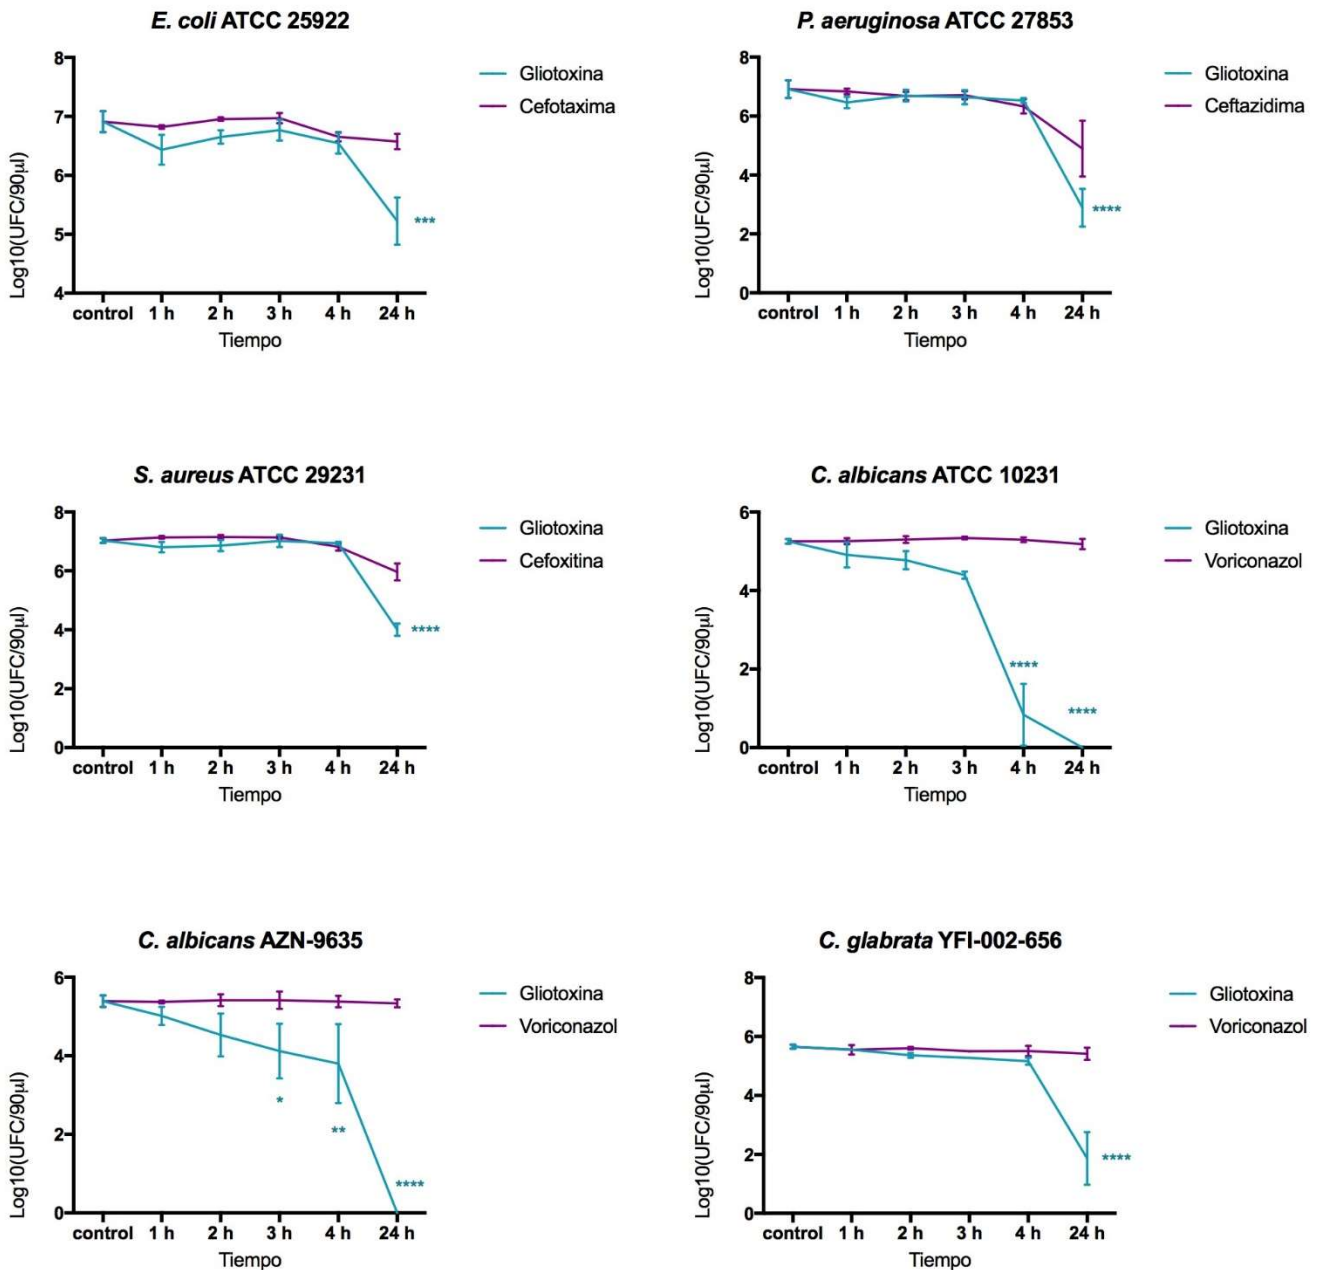 E. coli ATCC 25922
8
7
6
5
4
Log10(UFC/90µl)
control 1 h 2 h 3 h 4 h 24 h
Tiempo
Gliotoxina
Cefotaxima
***
P. aeruginosa ATCC 27853
8
6
4
2
0
Log10(UFC/90µl)
control 1 h 2 h 3 h 4 h 24 h
Tiempo
Gliotoxina
Ceftazidima
****
S. aureus ATCC 29231
8
6
4
2
0
Log10(UFC/90µl)
control 1 h 2 h 3 h 4 h 24 h
Tiempo
Gliotoxina
Cefoxitina
****
C. albicans ATCC 10231
6
4
2
0
Log10(UFC/90µl)
control 1 h 2 h 3 h 4 h 24 h
Tiempo
Gliotoxina
Voriconazol
****
****
C. albicans AZN-9635
6
4
2
0
Log10(UFC/90µl)
control 1 h 2 h 3 h 4 h 24 h
Tiempo
Gliotoxina
Voriconazol
*
**
****
C. glabrata YFI-002-656
8
6
4
2
0
Log10(UFC/90µl)
control 1 h 2 h 3 h 4 h 24 h
Tiempo
Gliotoxina
Voriconazol
****